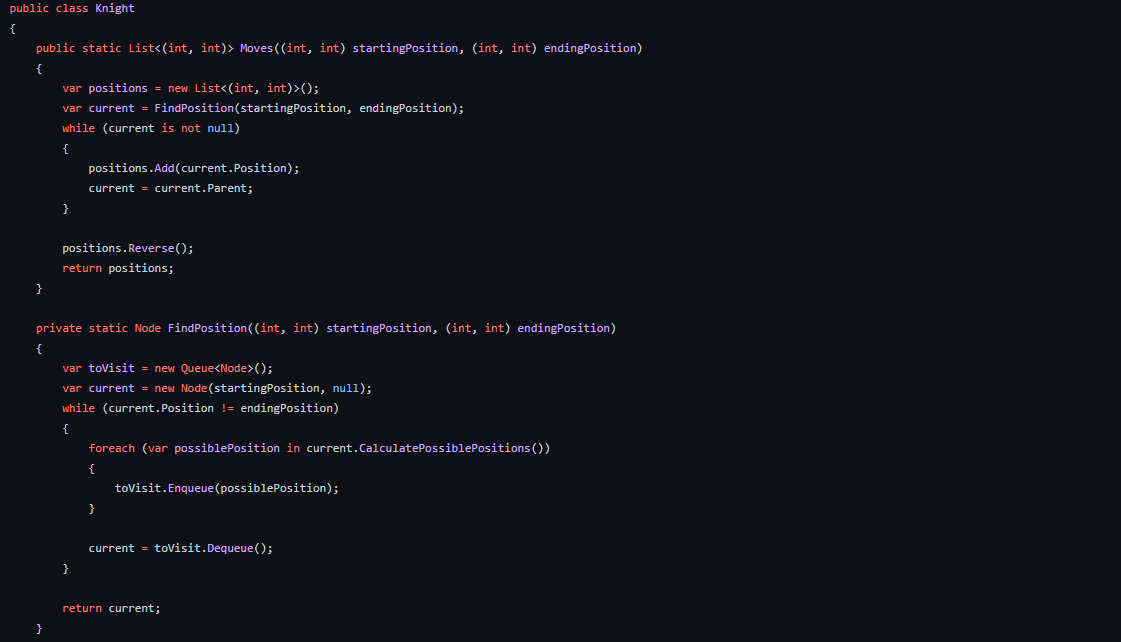 public class Knight
{
    public static List<(int, int)> Moves((int, int) startingPosition, (int, int) endingPosition)
    {
        var positions = new List<(int, int)>();
        var current = FindPosition(startingPosition, endingPosition);
        while (current is not null)
        {
            positions.Add(current.Position);
            current = current.Parent;
        }

        positions.Reverse();
        return positions;
    }

    private static Node FindPosition((int, int) startingPosition, (int, int) endingPosition)
    {
        var toVisit = new Queue<Node>();
        var current = new Node(startingPosition, null);
        while (current.Position != endingPosition)
        {
            foreach (var possiblePosition in current.CalculatePossiblePositions())
            {
                toVisit.Enqueue(possiblePosition);
            }

            current = toVisit.Dequeue();
        }

        return current;
    }